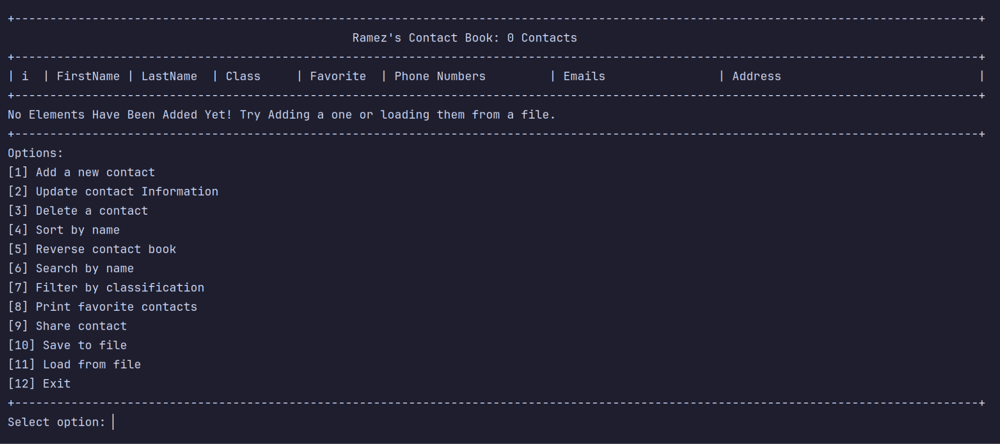 +-----------------------------------------------------------------------------------------------------------------------------------------+
Ramez's Contact Book: 0 Contacts
+-----------------------------------------------------------------------------------------------------------------------------------------+
| i  | FirstName | LastName  | Class     | Favorite  | Phone Numbers         | Emails                | Address                            |
+-----------------------------------------------------------------------------------------------------------------------------------------+
No Elements Have Been Added Yet! Try Adding a one or loading them from a file.
+-----------------------------------------------------------------------------------------------------------------------------------------+
Options:
[1] Add a new contact
[2] Update contact Information
[3] Delete a contact
[4] Sort by name
[5] Reverse contact book
[6] Search by name
[7] Filter by classification
[8] Print favorite contacts
[9] Share contact
[10] Save to file
[11] Load from file
[12] Exit
+-----------------------------------------------------------------------------------------------------------------------------------------+
Select option: